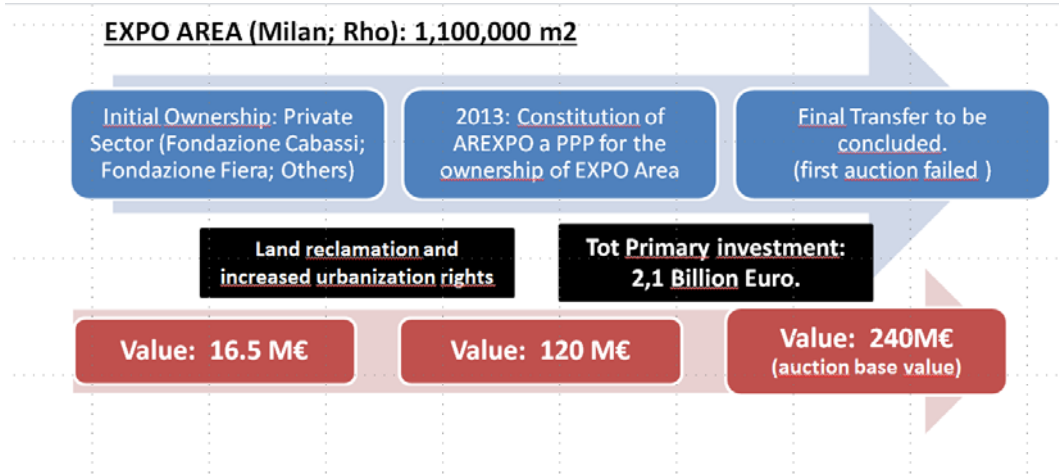 EXPO AREA (Milan; Rho): 1,100,000 m2
Initial Ownership: Private
Sector (Fondazione Cabassi;
Fondazione Fiera; Others)
2013: Constitution of
AREXPO a PPP for the
ownership of EXPO Area
Final Transfer to be
concluded.
(first auction failed )
Land reclamation and
increased urbanization rights
Tot Primary investment:
2,1 Billion Euro.
Value: 16.5 M€
Value: 120 M€
Value: 240M€
(auction base value)